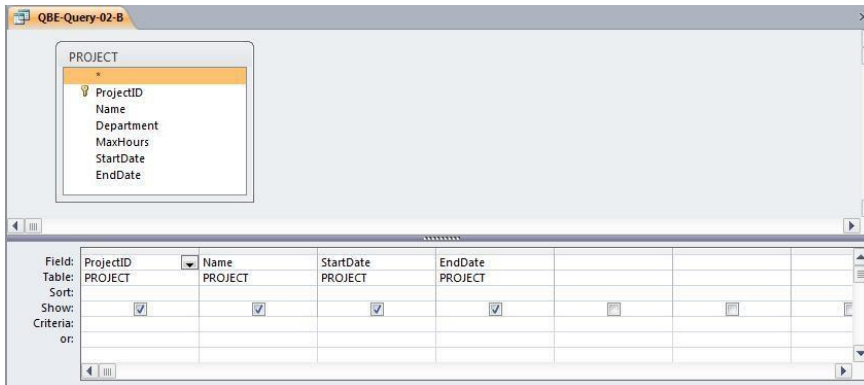 QBE-Query-02-B
PROJECT
*
ProjectID
Name
Department
MaxHours
StartDate
EndDate
Field: ProjectID Name StartDate EndDate
Table: PROJECT PROJECT PROJECT PROJECT
Sort:
Show:
Criteria:
or: